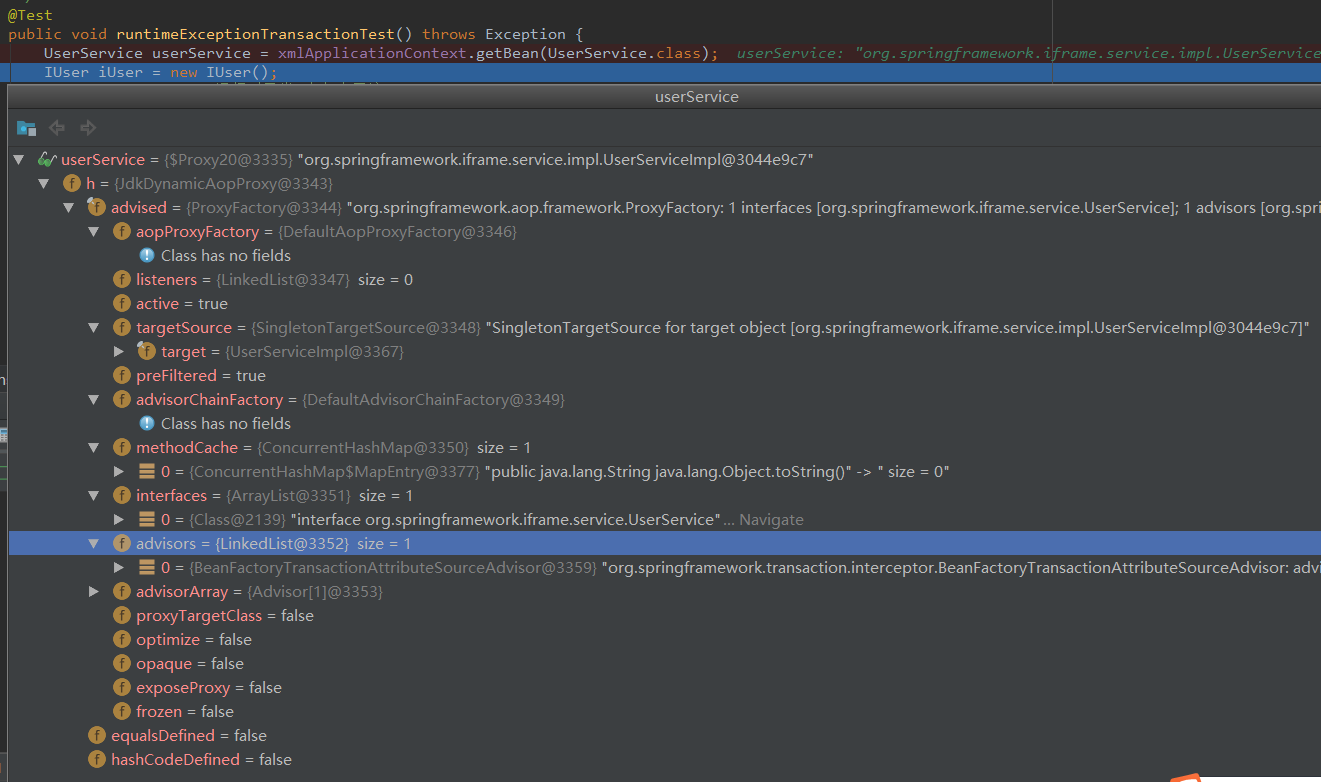 @Test
public void runtimeExceptionTransactionTest() throws Exception {
UserService userService = xmlApplicationContext.getBean(UserService.class); userService: "org.springframework.iframe.service.impl.UserService
IUser iUser = new IUser();
userService
userService = {$Proxy20@3335} "org.springframework.iframe.service.impl.UserServiceImpl@3044e9c7"
h = {JdkDynamicAopProxy@3343}
advised = {ProxyFactory@3344} "org.springframework.aop.framework.ProxyFactory: 1 interfaces [org.springframework.iframe.service.UserService]; 1 advisors [org.spri
aopProxyFactory = {DefaultAopProxyFactory@3346}
Class has no fields
listeners = {LinkedList@3347} size = 0
active = true
targetSource = {SingletonTargetSource@3348} "SingletonTargetSource for target object [org.springframework.iframe.service.impl.UserServiceImpl@3044e9c7]"
target = {UserServiceImpl@3367}
preFiltered = true
advisorChainFactory = {DefaultAdvisorChainFactory@3349}
Class has no fields
methodCache = {ConcurrentHashMap@3350} size = 1
0 = {ConcurrentHashMap$MapEntry@3377} "public java.lang.String java.lang.Object.toString()" -> " size = 0"
interfaces = {ArrayList@3351} size = 1
0 = {Class@2139} "interface org.springframework.iframe.service.UserService" ... Navigate
advisors = {LinkedList@3352} size = 1
0 = {BeanFactoryTransactionAttributeSourceAdvisor@3359} "org.springframework.transaction.interceptor.BeanFactoryTransactionAttributeSourceAdvisor: advi
advisorArray = {Advisor[1]@3353}
proxyTargetClass = false
optimize = false
opaque = false
exposeProxy = false
frozen = false
equalsDefined = false
hashCodeDefined = false